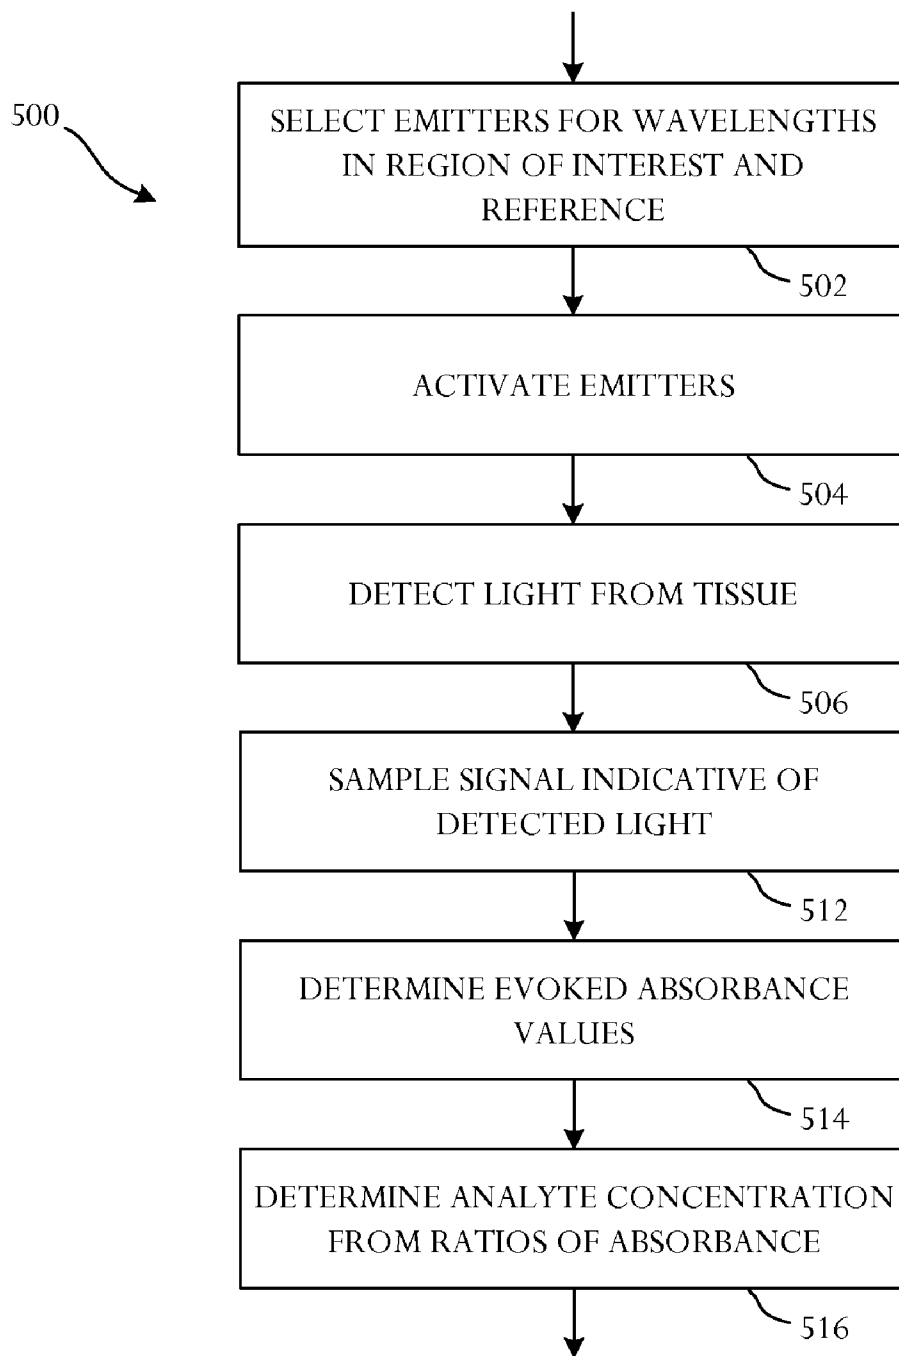 500
SELECT EMITTERS FOR WAVELENGTHS
IN REGION OF INTEREST AND
REFERENCE
502
ACTIVATE EMITTERS
504
DETECT LIGHT FROM TISSUE
506
SAMPLE SIGNAL INDICATIVE OF
DETECTED LIGHT
512
DETERMINE EVOKED ABSORBANCE
VALUES
514
DETERMINE ANALYTE CONCENTRATION
FROM RATIOS OF ABSORBANCE
516